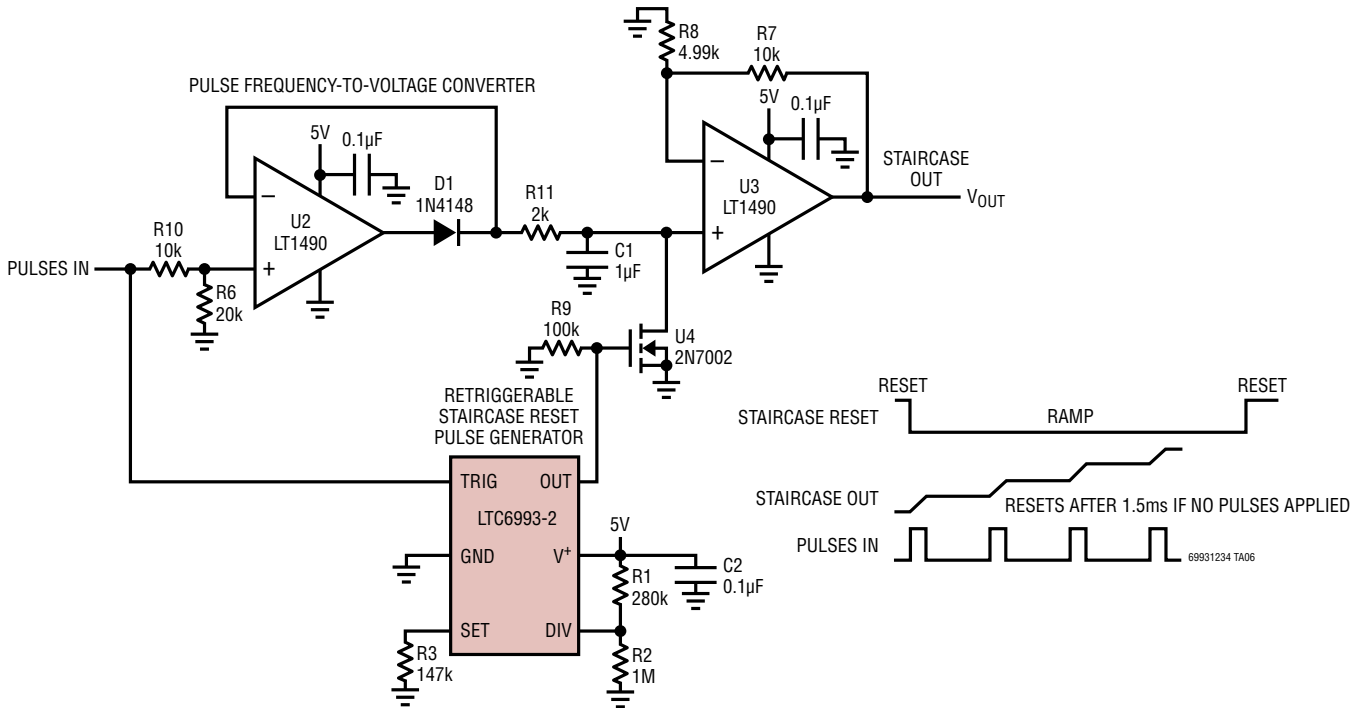 R8
4.99k
R7
10k
PULSE FREQUENCY-TO-VOLTAGE CONVERTER
5V
0.1µF
5V
0.1µF
STAIRCASE
OUT
D1
1N4148
R11
2k
−
U2
LT1490
+
−
U3
LT1490
+
VOUT
R10
10k
PULSES IN
C1
1µF
R6
20k
R9
100k
U4
2N7002
RETRIGGERABLE
STAIRCASE RESET
PULSE GENERATOR
TRIG
OUT
LTC6993-2
GND
V+
5V
C2
0.1µF
R1
280k
SET
DIV
R3
147k
R2
1M
RESET
RESET
STAIRCASE RESET
RAMP
STAIRCASE OUT
RESETS AFTER 1.5ms IF NO PULSES APPLIED
PULSES IN
69931234 TA06